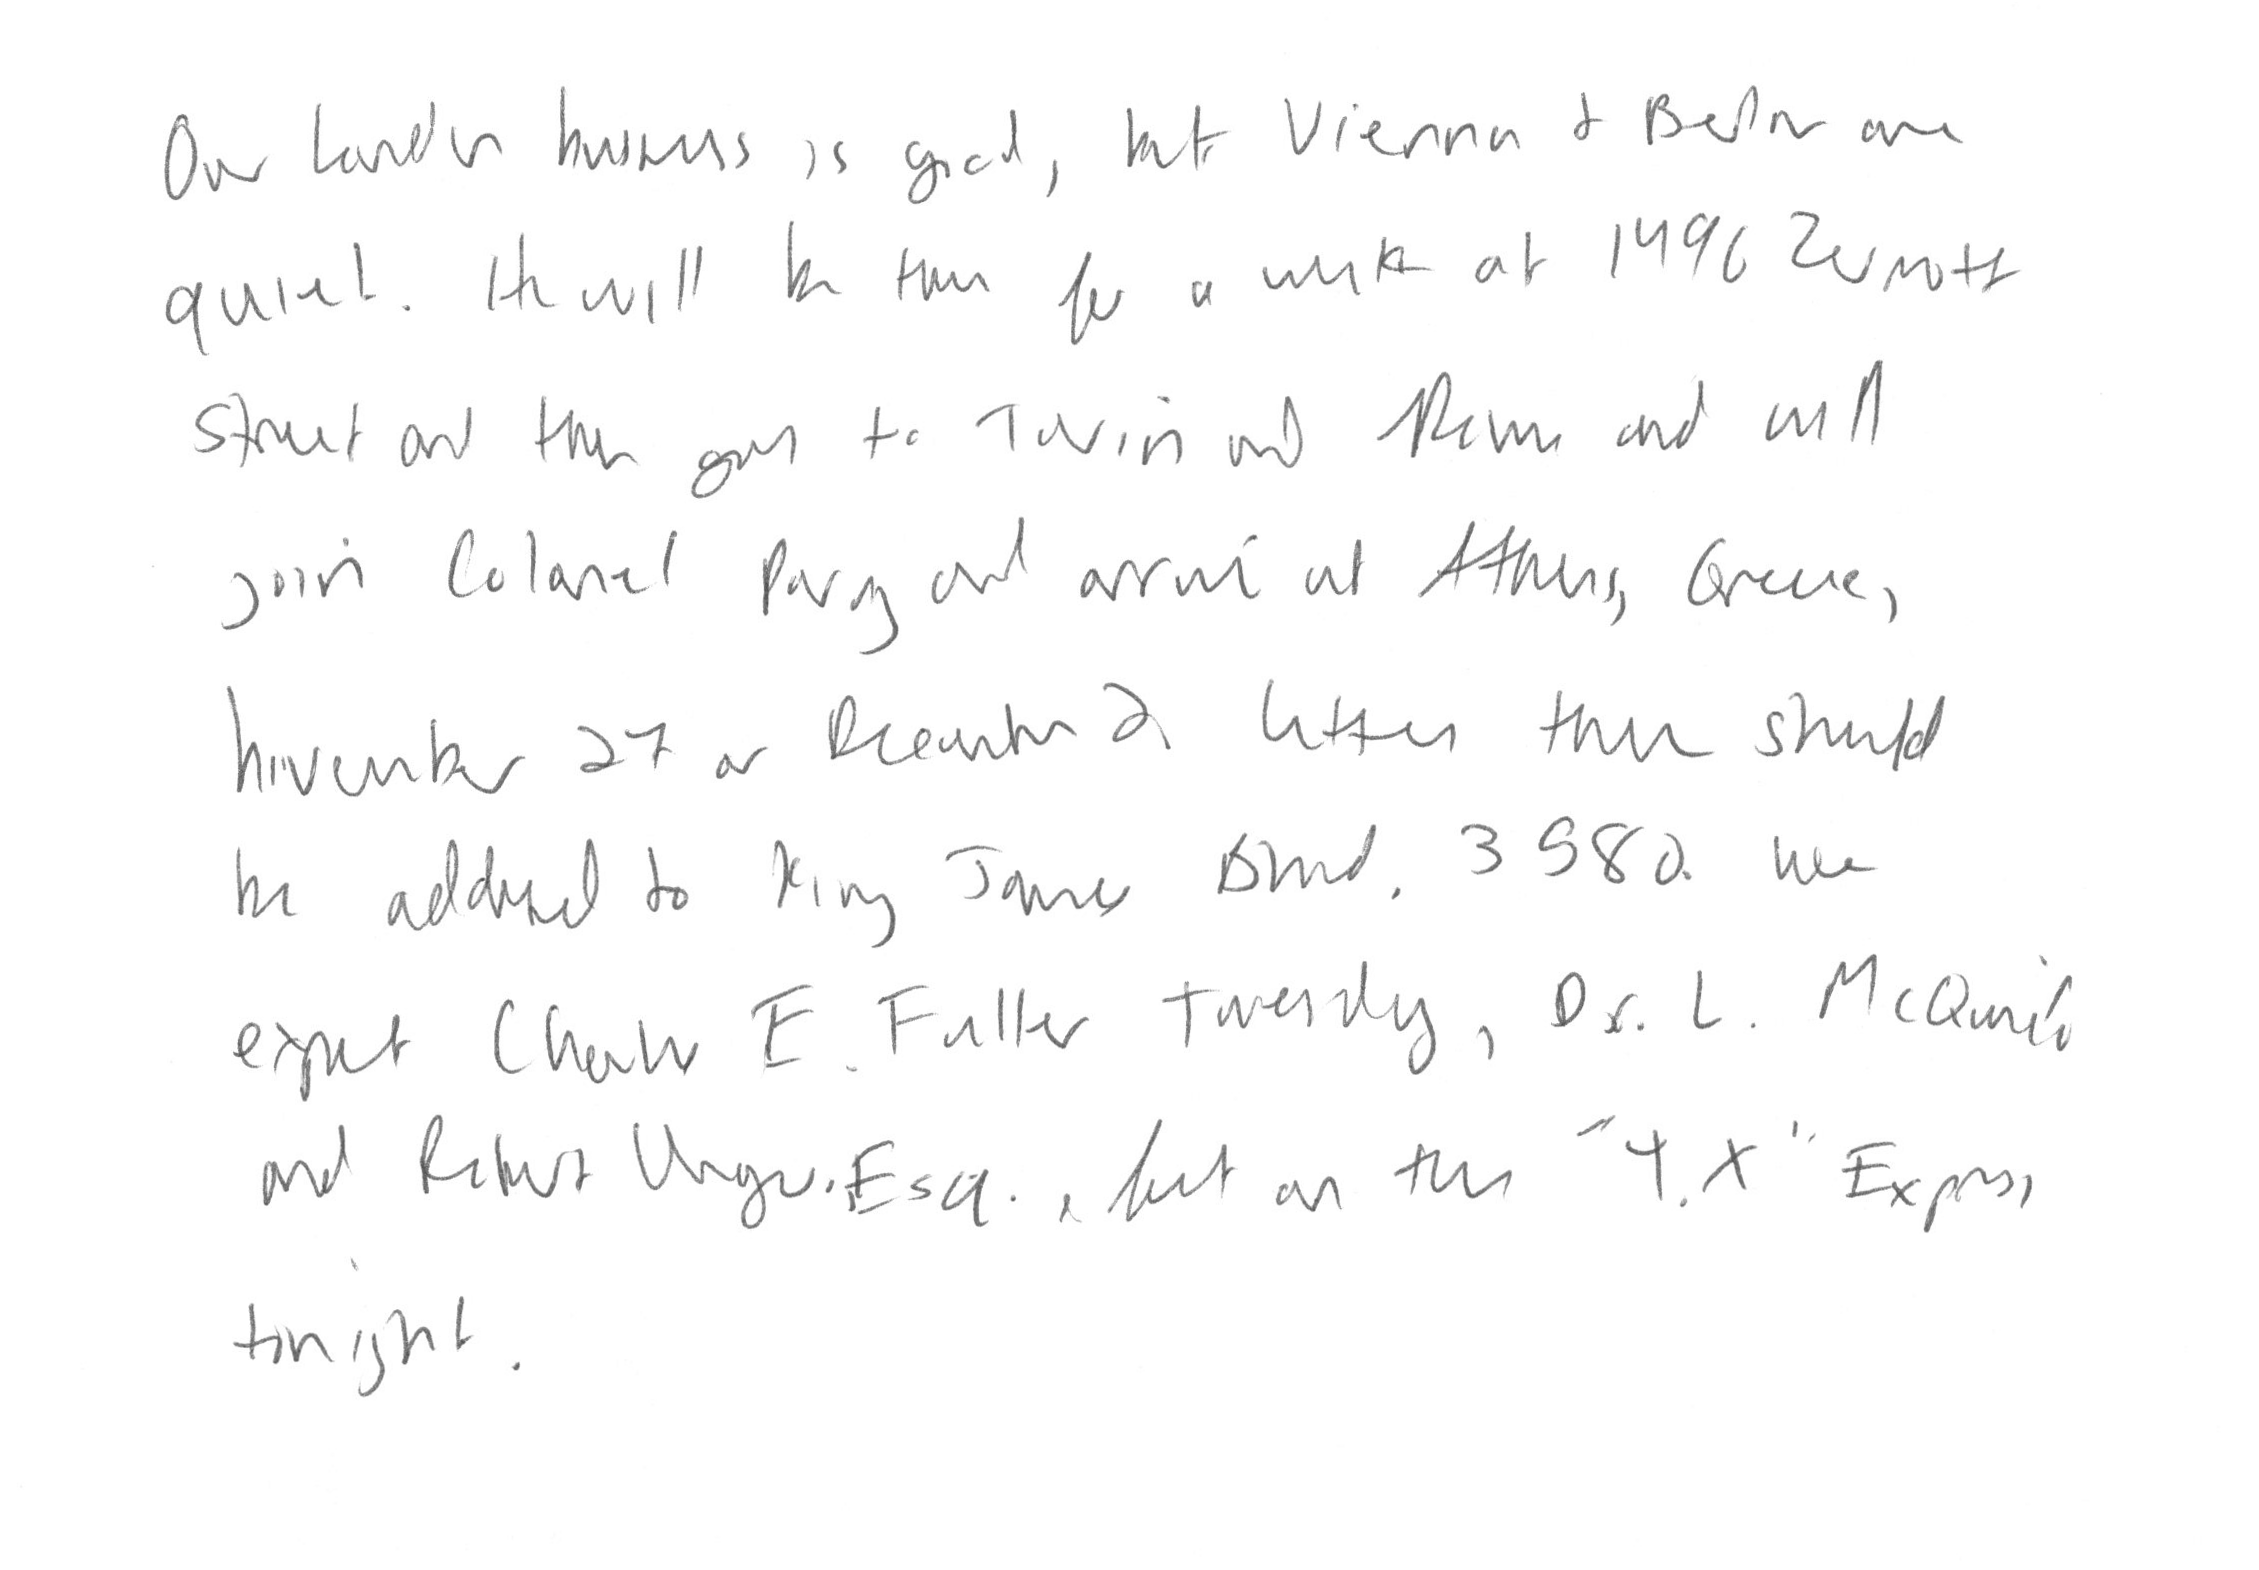 Our London business is good, but Vienna & Berlin are
quiet. He will be there for a week at 1496 Zermott
street and then goes to Turin and Rome and will
join Colonel Parry and arrive at Athens, Greece,
November 27 or December 2. Letters there should
be addressed to King James Blvd. 3580. We
expect Charles E. Fuller Tuesday, Dr. L. McQuaid
and Robert Unger, Esq., left on the "Y.X" Express
tonight.